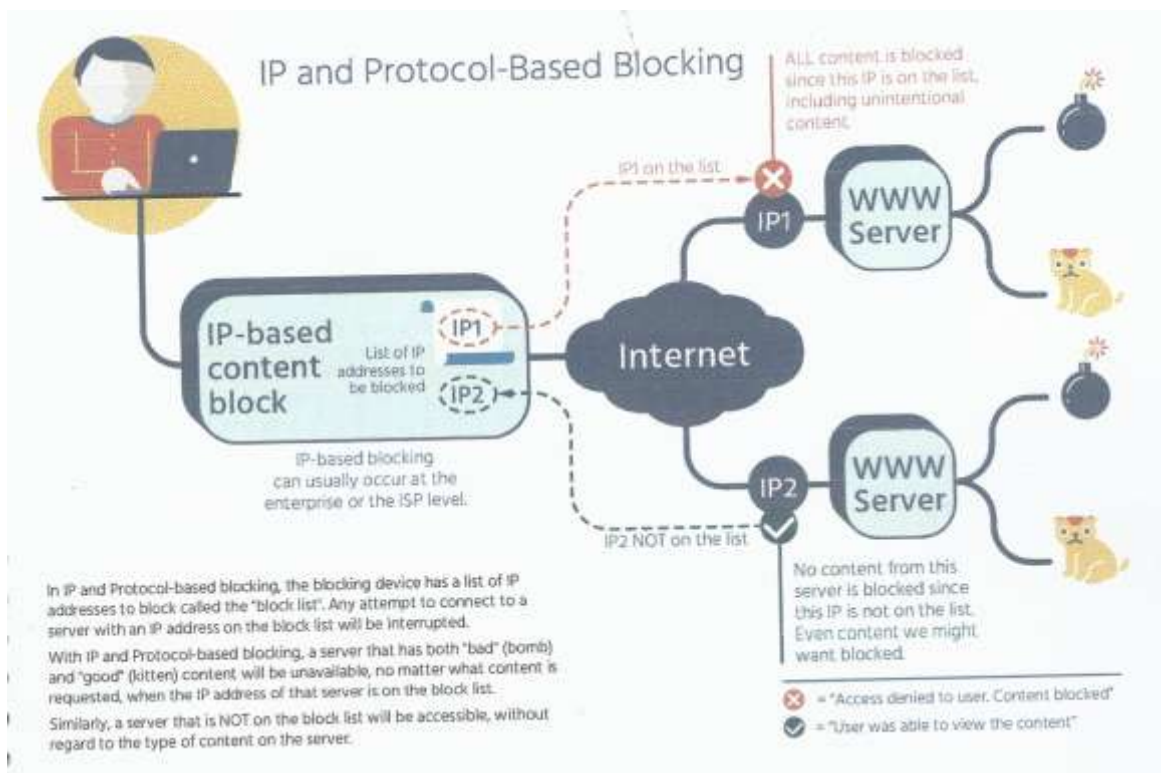 IP and Protocol-Based Blocking
ALL content is blocked
since this IP is on the list,
including unintentional
content.
IP1 on the list
IP1
WWW
Server
IP-based
content
block
List of IP
addresses to
be blocked
IP1
IP2
Internet
IP-based blocking
can usually occur at the
enterprise or the ISP level.
IP2
WWW
Server
IP2 NOT on the list
No content from this
server is blocked since
this IP is not on the list.
Even content we might
want blocked.
In IP and Protocol-based blocking, the blocking device has a list of IP
addresses to block called the "block list". Any attempt to connect to a
server with an IP address on the block list will be interrupted.
With IP and Protocol-based blocking, a server that has both "bad" (bomb)
and "good" (kitten) content will be unavailable, no matter what content is
requested, when the IP address of that server is on the block list.
Similarly, a server that is NOT on the block list will be accessible, without
regard to the type of content on the server.
= "Access denied to user. Content blocked"
= "User was able to view the content"